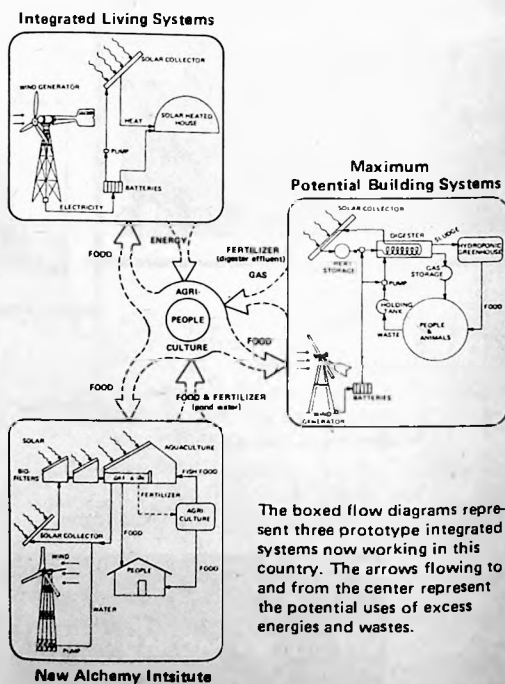 Integrated Living Systems
SOLAR COLLECTOR
WIND GENERATOR
HEAT
SOLAR HEATED
HOUSE
PUMP
BATTERIES
ELECTRICITY
Maximum
Potential Building Systems
SOLAR COLLECTOR
DIGESTER
SLUDGE
HYDROPONIC
GREENHOUSE
HEAT
STORAGE
GAS
STORAGE
PUMP
HOLDING
TANK
FOOD
WASTE
PEOPLE
&
ANIMALS
BATTERIES
WIND
GENERATOR
FOOD
ENERGY
FERTILIZER
(digester effluent)
GAS
AGRI-
PEOPLE
CULTURE
FOOD
FOOD
FOOD & FERTILIZER
(pond water)
SOLAR
AQUACULTURE
BIO
FILTERS
FISH FOOD
FERTILIZER
AGRI
CULTURE
SOLAR COLLECTOR
FOOD
WIND
PEOPLE
FOOD
WATER
PUMP
New Alchemy Intsitute
The boxed flow diagrams repre-
sent three prototype integrated
systems now working in this
country. The arrows flowing to
and from the center represent
the potential uses of excess
energies and wastes.